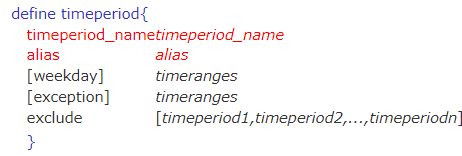 define timeperiod{
timeperiod_nametimeperiod_name
alias alias
[weekday] timeranges
[exception] timeranges
exclude [timeperiod1,timeperiod2,...,timeperiodn]
}